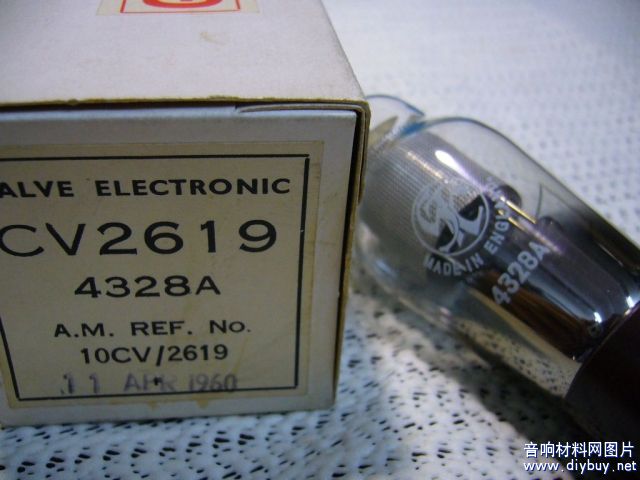 ALVE ELECTRONIC
CV2619
4328A
A.M. REF. No.
10CV/2619
11 APR 1960
MADE IN ENGLAND
4328A
音响材料网图片
www.diybuy.net